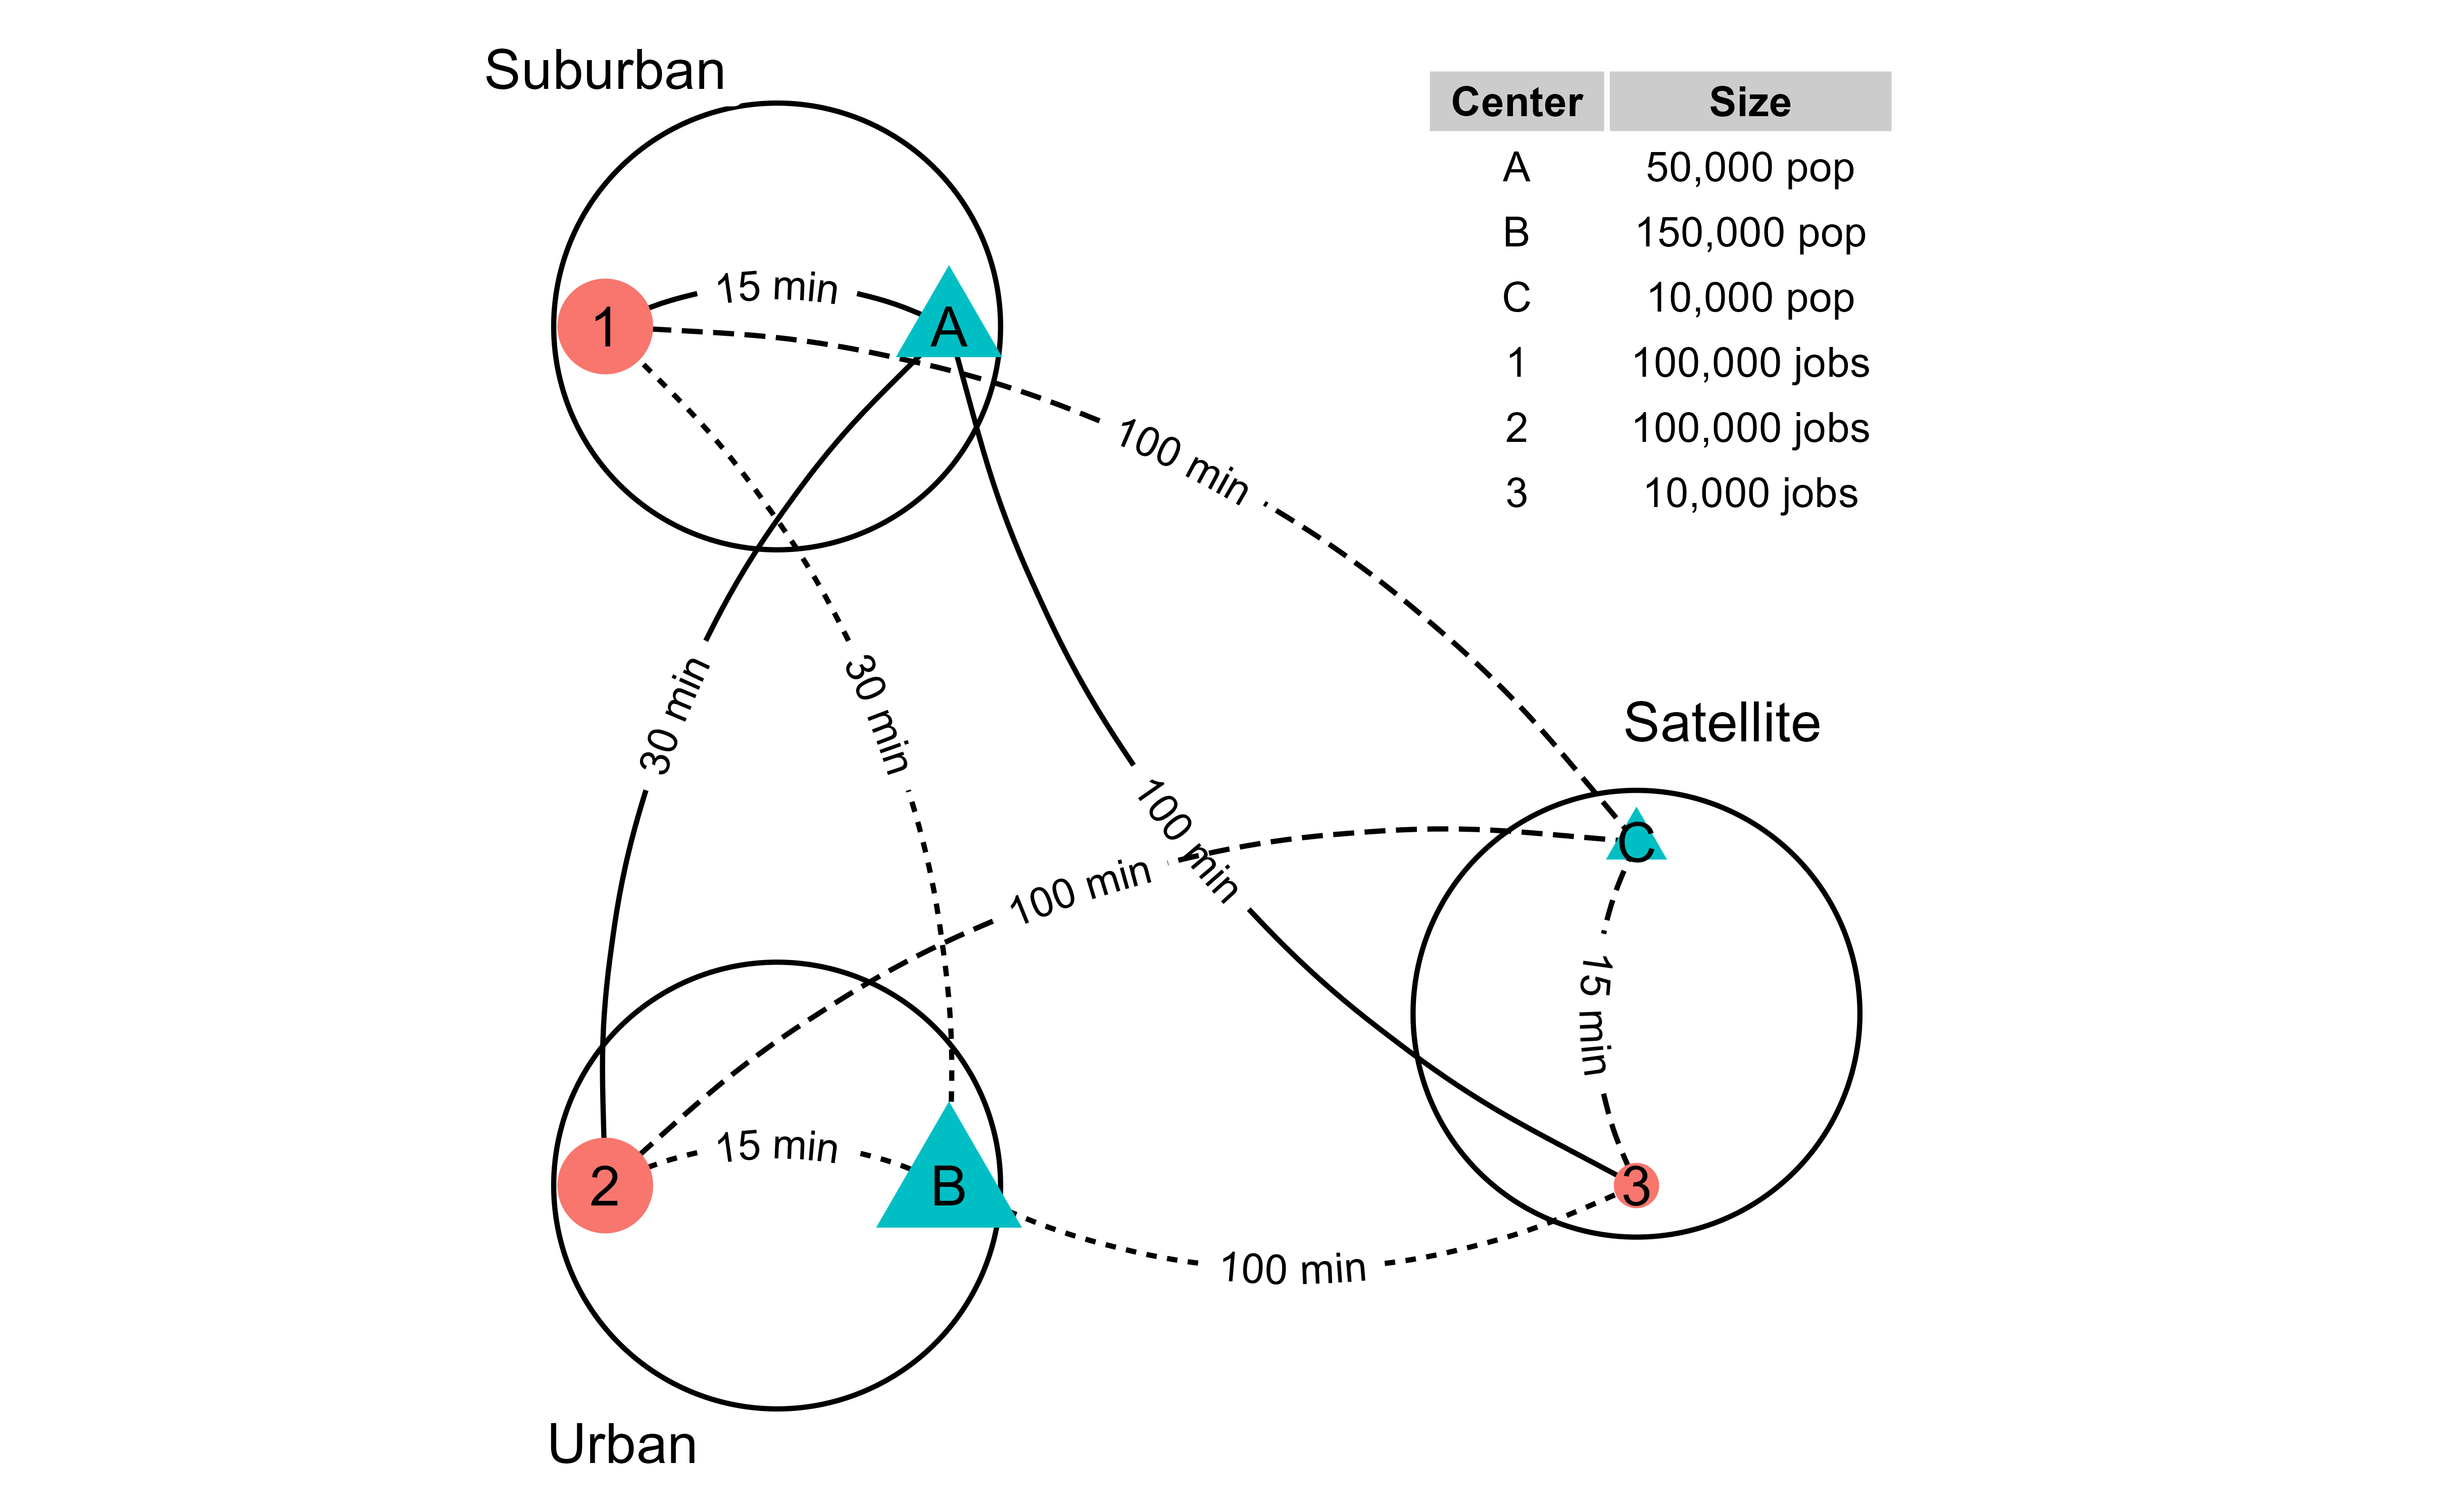 Suburban
Center Size
A 50,000 pop
B 150,000 pop
C 10,000 pop
1 100,000 jobs
2 100,000 jobs
3 10,000 jobs
1
15 min
A
100 min
30 min
30 min
100 min
100 min
Satellite
C
15 min
2
15 min
B
3
100 min
Urban